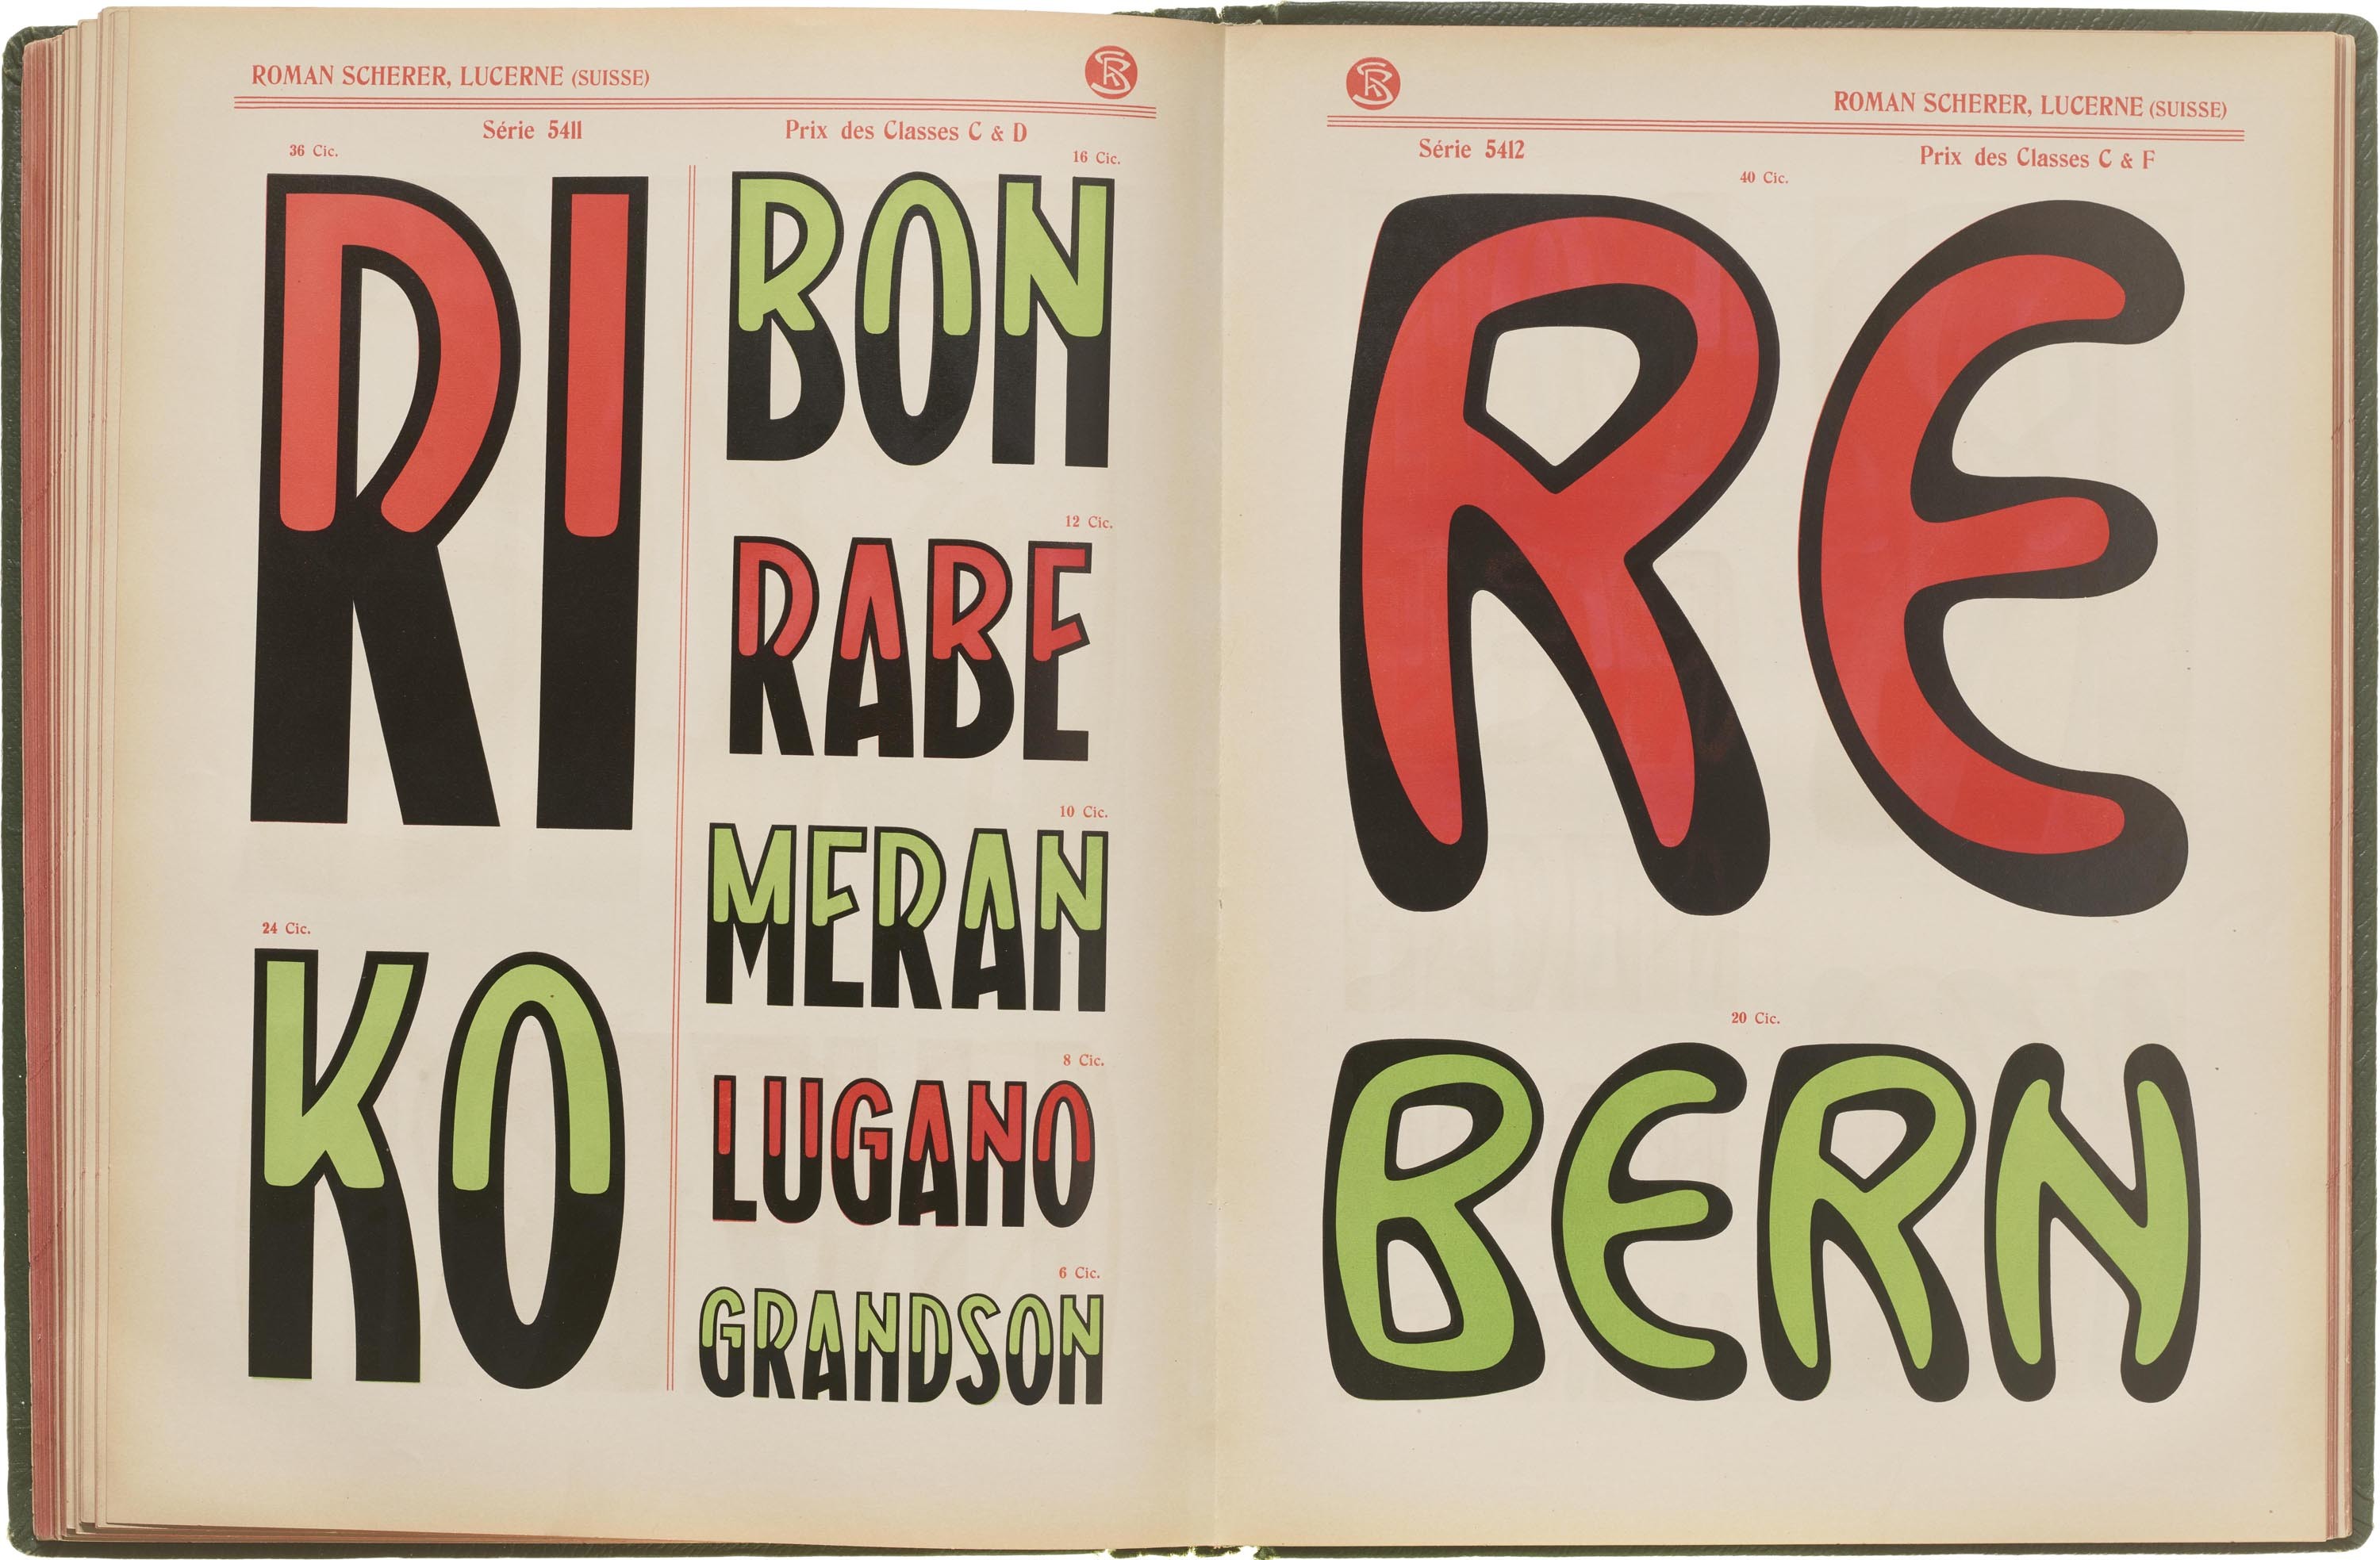 ROMAN SCHERER, LUCERNE (SUISSE)
SR
Série 5411 Prix des Classes C & D
36 Cic.
RI
24 Cic.
KO
16 Cic.
BON
12 Cic.
RABE
10 Cic.
MERAN
8 Cic.
LUGANO
6 Cic.
GRANDSON
SR
ROMAN SCHERER, LUCERNE (SUISSE)
Série 5412 Prix des Classes C & F
40 Cic.
RE
20 Cic.
BERN